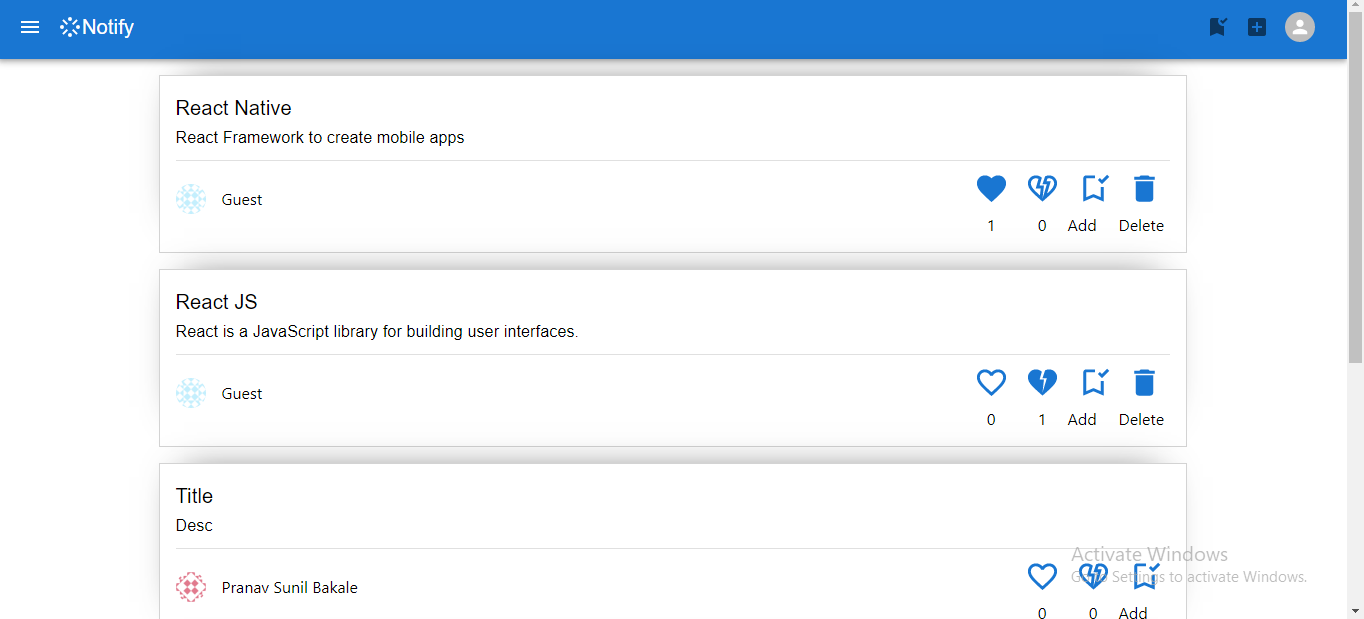 Notify
React Native
React Framework to create mobile apps
Guest
1 0 Add Delete
React JS
React is a JavaScript library for building user interfaces.
Guest
0 1 Add Delete
Title
Desc
Activate Windows
Go to Settings to activate Windows.
Pranav Sunil Bakale
0 0 Add